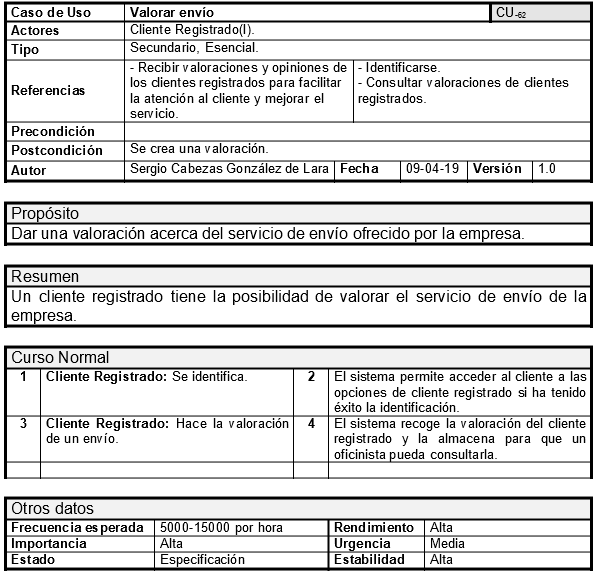 Caso de Uso Valorar envío CU-62
Actores Cliente Registrado(I).
Tipo Secundario, Esencial.
Referencias
- Recibir valoraciones y opiniones de
los clientes registrados para facilitar
la atención al cliente y mejorar el
servicio.
- Identificarse.
- Consultar valoraciones de clientes
registrados.
Precondición
Postcondición Se crea una valoración.
Autor Sergio Cabezas González de Lara Fecha 09-04-19 Versión 1.0
Propósito
Dar una valoración acerca del servicio de envío ofrecido por la empresa.
Resumen
Un cliente registrado tiene la posibilidad de valorar el servicio de envío de la
empresa.
Curso Normal
1 Cliente Registrado: Se identifica.
2 El sistema permite acceder al cliente a las
opciones de cliente registrado si ha tenido
éxito la identificación.
3 Cliente Registrado: Hace la valoración
de un envío.
4 El sistema recoge la valoración del cliente
registrado y la almacena para que un
oficinista pueda consultarla.
Otros datos
Frecuencia esperada 5000-15000 por hora Rendimiento Alta
Importancia Alta Urgencia Media
Estado Especificación Estabilidad Alta